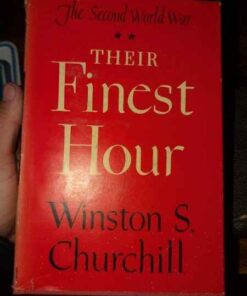 The Second World War
★★
THEIR
Finest
Hour
Winston S.
Churchill